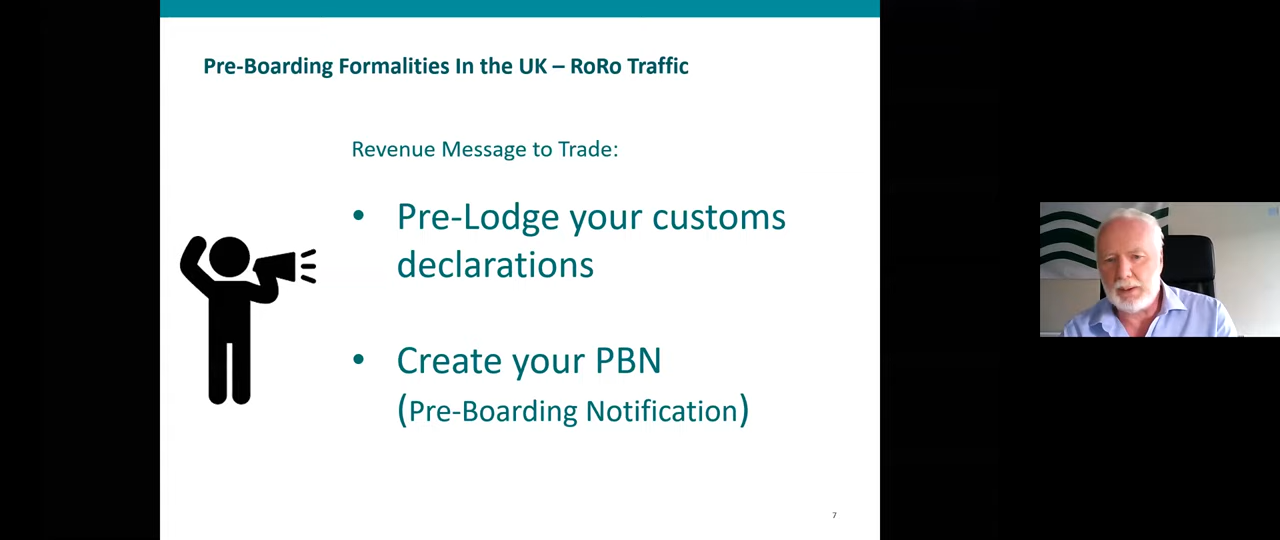 Pre-Boarding Formalities In the UK – RoRo Traffic
Revenue Message to Trade:
• Pre-Lodge your customs
declarations
• Create your PBN
(Pre-Boarding Notification)
7